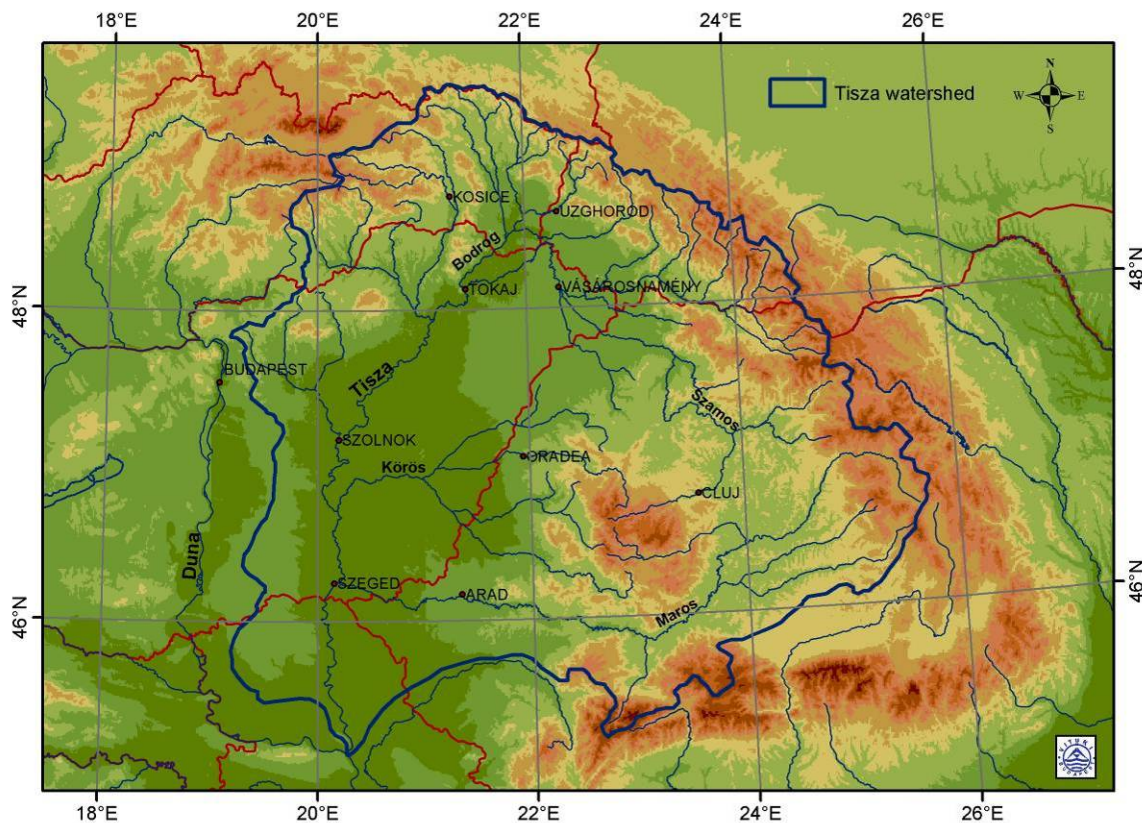 18°E 20°E 22°E 24°E 26°E
Tisza watershed
N
W E
S
KOSICE
UZGHOROD
Bodrog
48°N
TOKAJ
VÁSÁROSNAMÉNY
48°N
BUDAPEST
Tisza
Szamos
SZOLNOK
Körös
ORADEA
CLUJ
Duna
SZEGED
ARAD
46°N
Maros
46°N
18°E 20°E 22°E 24°E 26°E